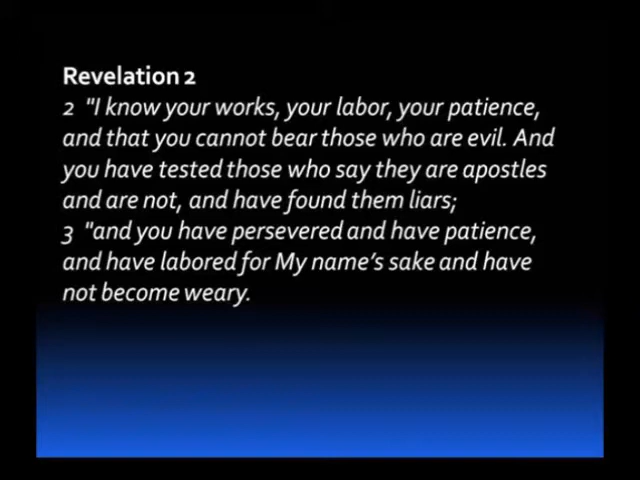 Revelation 2
2 "I know your works, your labor, your patience,
and that you cannot bear those who are evil. And
you have tested those who say they are apostles
and are not, and have found them liars;
3 "and you have persevered and have patience,
and have labored for My name's sake and have
not become weary.